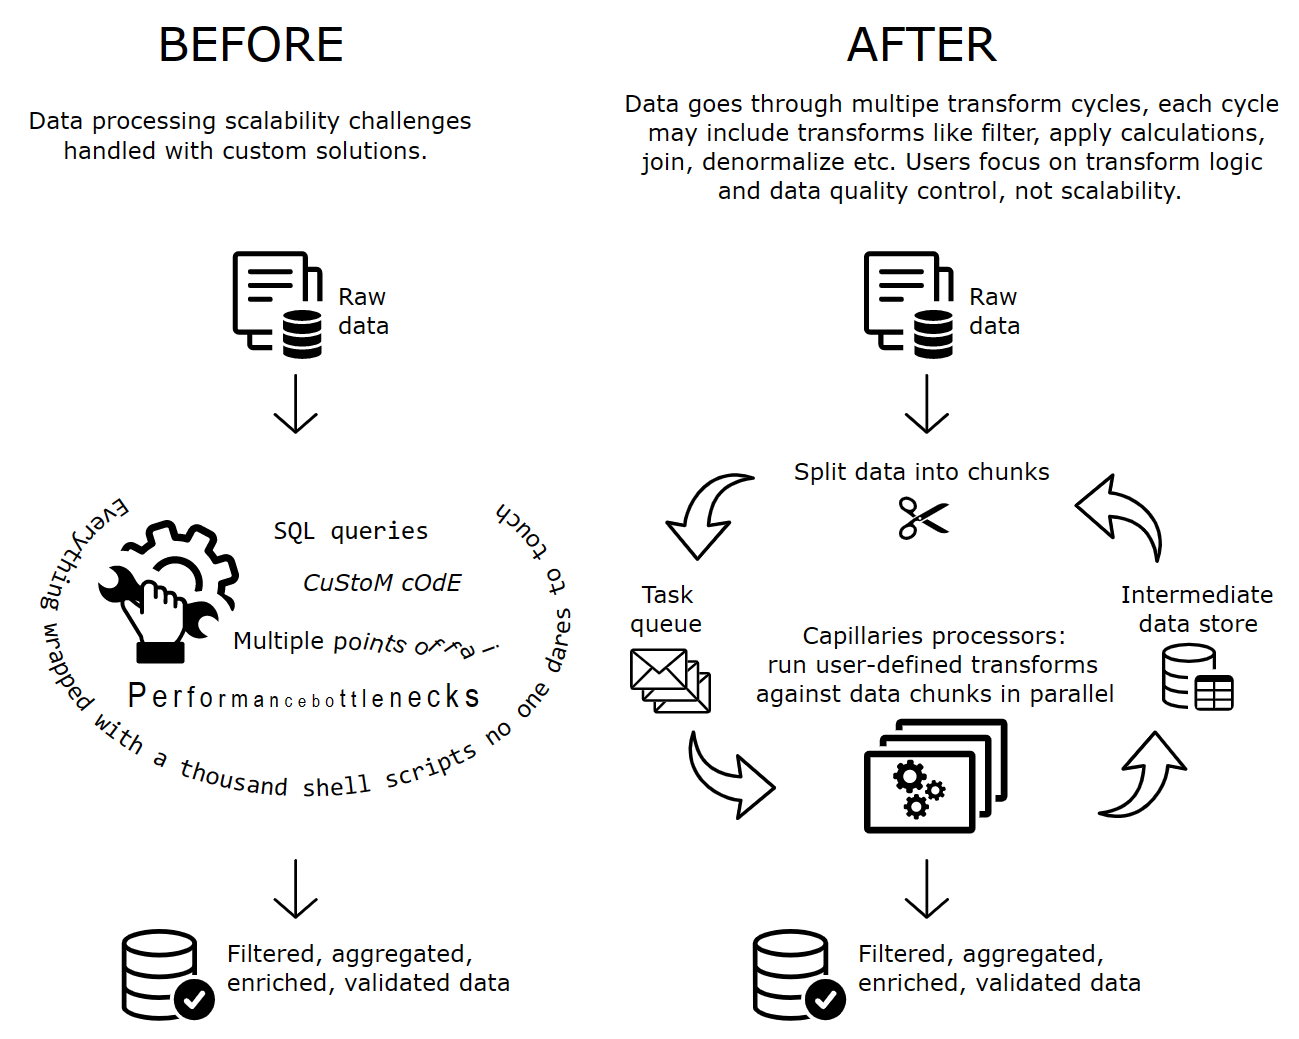 BEFORE
Data processing scalability challenges
handled with custom solutions.
Raw
data
Everything wrapped with a thousand shell scripts no one dares to touch
SQL queries
CuStoM cOdE
Multiple points of fai
Performancebottlenecks
Filtered, aggregated,
enriched, validated data
AFTER
Data goes through multipe transform cycles, each cycle
may include transforms like filter, apply calculations,
join, denormalize etc. Users focus on transform logic
and data quality control, not scalability.
Raw
data
Split data into chunks
Task
queue
Intermediate
data store
Capillaries processors:
run user-defined transforms
against data chunks in parallel
Filtered, aggregated,
enriched, validated data